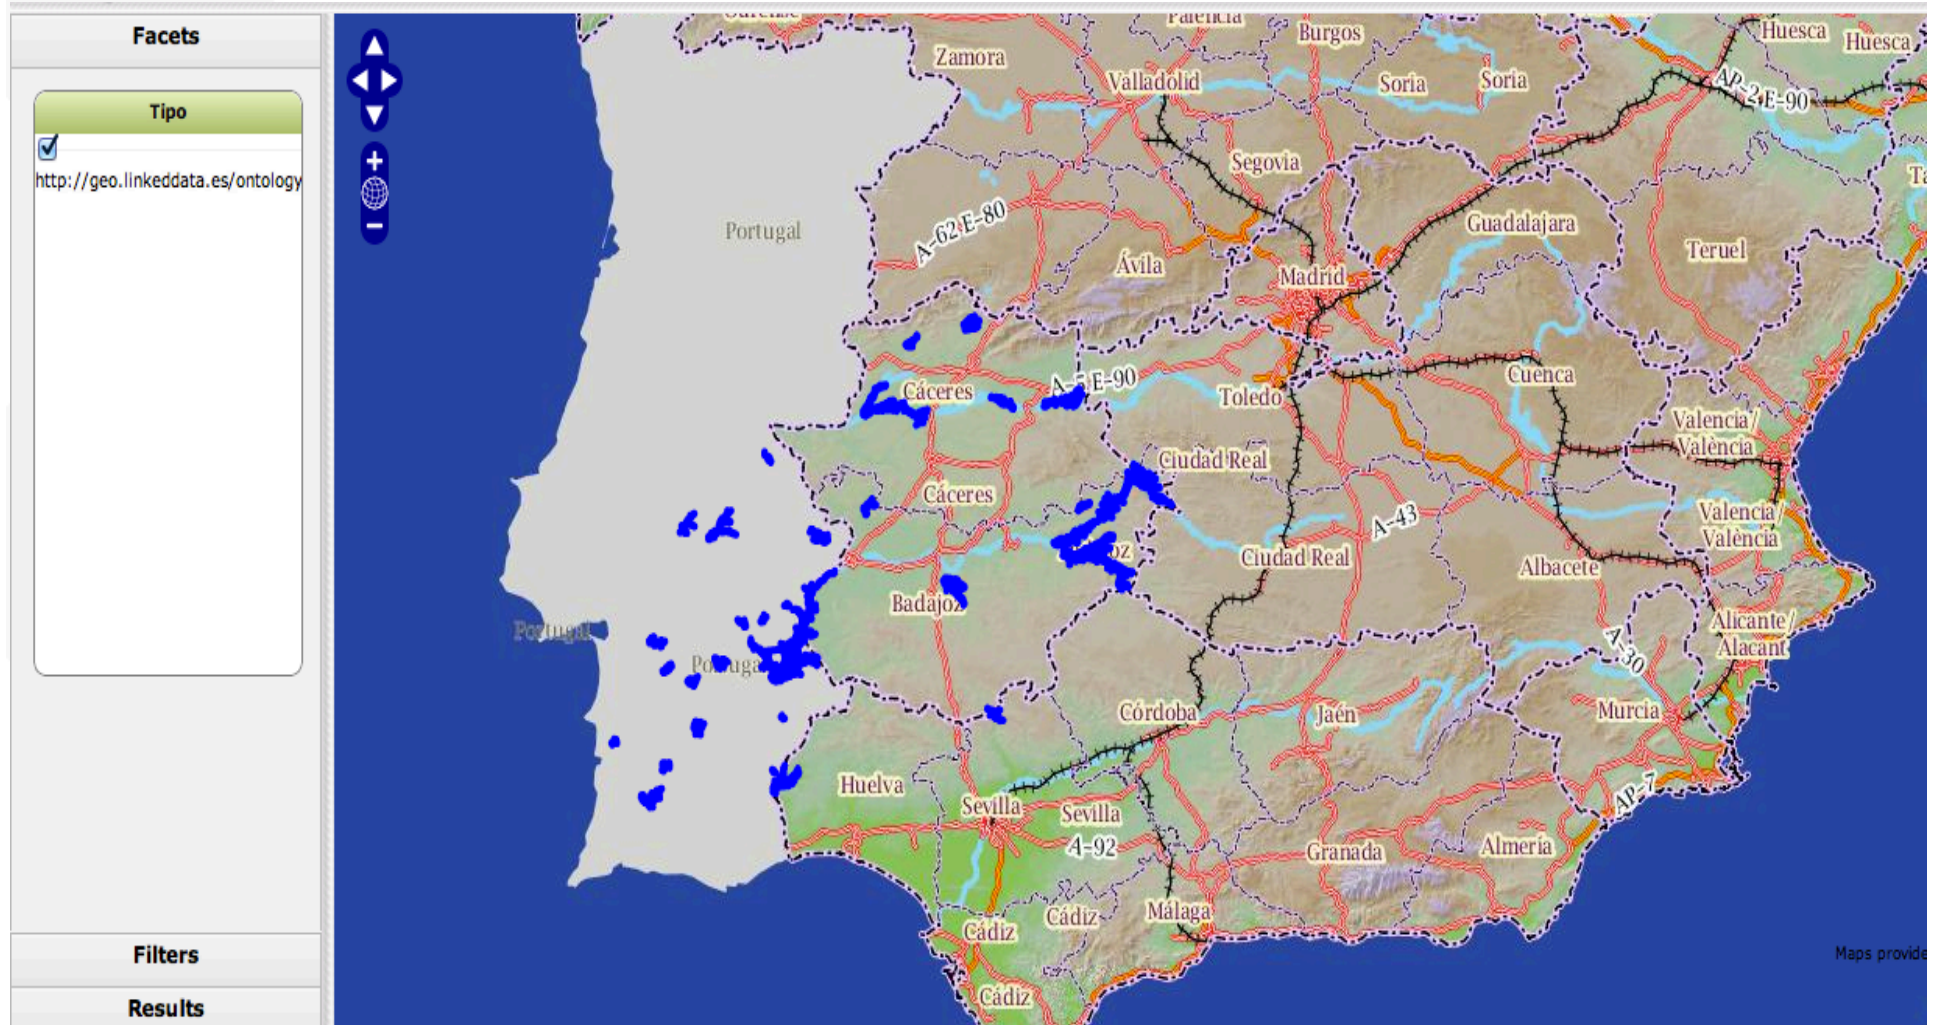 Facets
Tipo
http://geo.linkeddata.es/ontology
Filters
Results
Ourense
Palencia
Burgos
Huesca
Huesca
Zamora
Valladolid
Soria
Soria
AP-2 E-90
Segovia
Portugal
A-62 E-80
Guadalajara
Teruel
Ávila
Madrid
Cáceres
A-5 E-90
Toledo
Cuenca
Valencia/
València
Ciudad Real
Cáceres
A-43
Valencia/
València
Ciudad Real
Albacete
Badajoz
Portugal
Alicante/
Alacant
A-30
Córdoba
Jaén
Murcia
Huelva
Sevilla
Sevilla
AP-7
A-92
Granada
Almería
Cádiz
Málaga
Cádiz
Cádiz
Maps provide